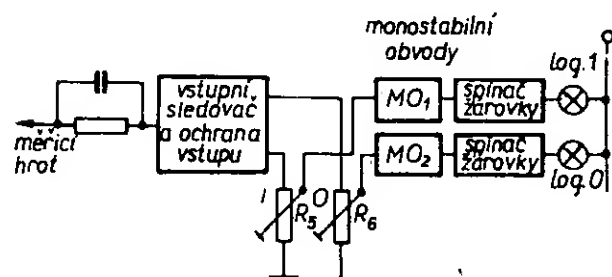 monostabilní
obvody
log.1
měřicí
hrot
vstupní
sledovač
a ochrana
vstupu
MO1
spínač
žárovky
MO2
spínač
žárovky
log.0
I
R5
O
R6